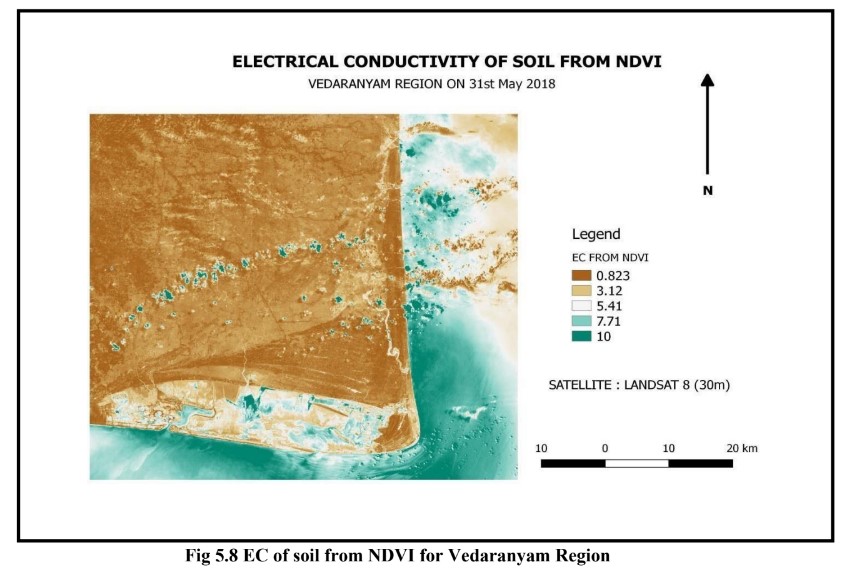 ELECTRICAL CONDUCTIVITY OF SOIL FROM NDVI
VEDARANYAM REGION ON 31st May 2018
N
Legend
EC FROM NDVI
0.823
3.12
5.41
7.71
10
SATELLITE : LANDSAT 8 (30m)
10 0 10 20 km
Fig 5.8 EC of soil from NDVI for Vedaranyam Region